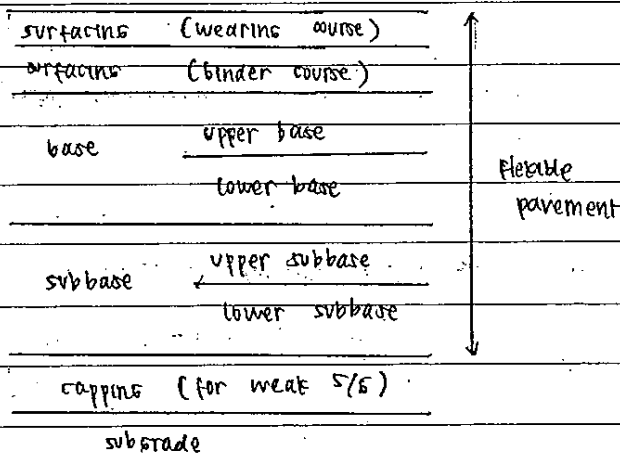 surfacing (wearing course)
surfacing (binder course)
upper base
base
lower base
flexible
pavement
upper subbase
subbase
lower subbase
capping (for weak s/g)
subgrade